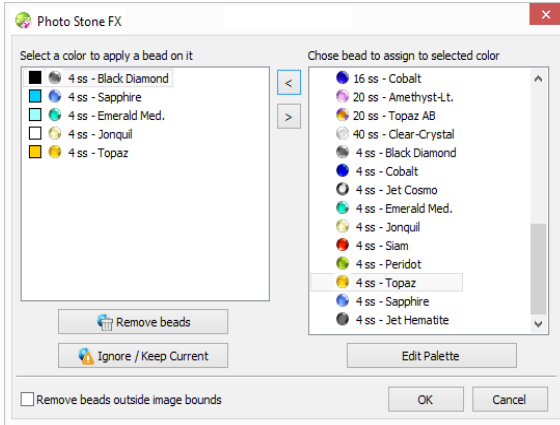 Photo Stone FX
Select a color to apply a bead on it
4 ss - Black Diamond
4 ss - Sapphire
4 ss - Emerald Med.
4 ss - Jonquil
4 ss - Topaz
<
>
Chose bead to assign to selected color
16 ss - Cobalt
20 ss - Amethyst-Lt.
20 ss - Topaz AB
40 ss - Clear-Crystal
4 ss - Black Diamond
4 ss - Cobalt
4 ss - Jet Cosmo
4 ss - Emerald Med.
4 ss - Jonquil
4 ss - Siam
4 ss - Peridot
4 ss - Topaz
4 ss - Sapphire
4 ss - Jet Hematite
Remove beads
Ignore / Keep Current
Edit Palette
Remove beads outside image bounds
OK
Cancel